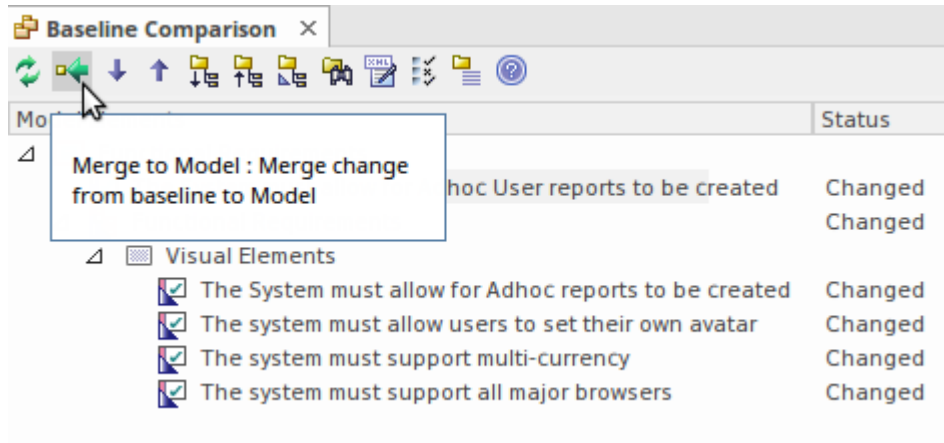 Baseline Comparison
Mo
Status
Merge to Model : Merge change
from baseline to Model
hoc User reports to be created
Changed
Changed
Visual Elements
The System must allow for Adhoc reports to be created
Changed
The system must allow users to set their own avatar
Changed
The system must support multi-currency
Changed
The system must support all major browsers
Changed